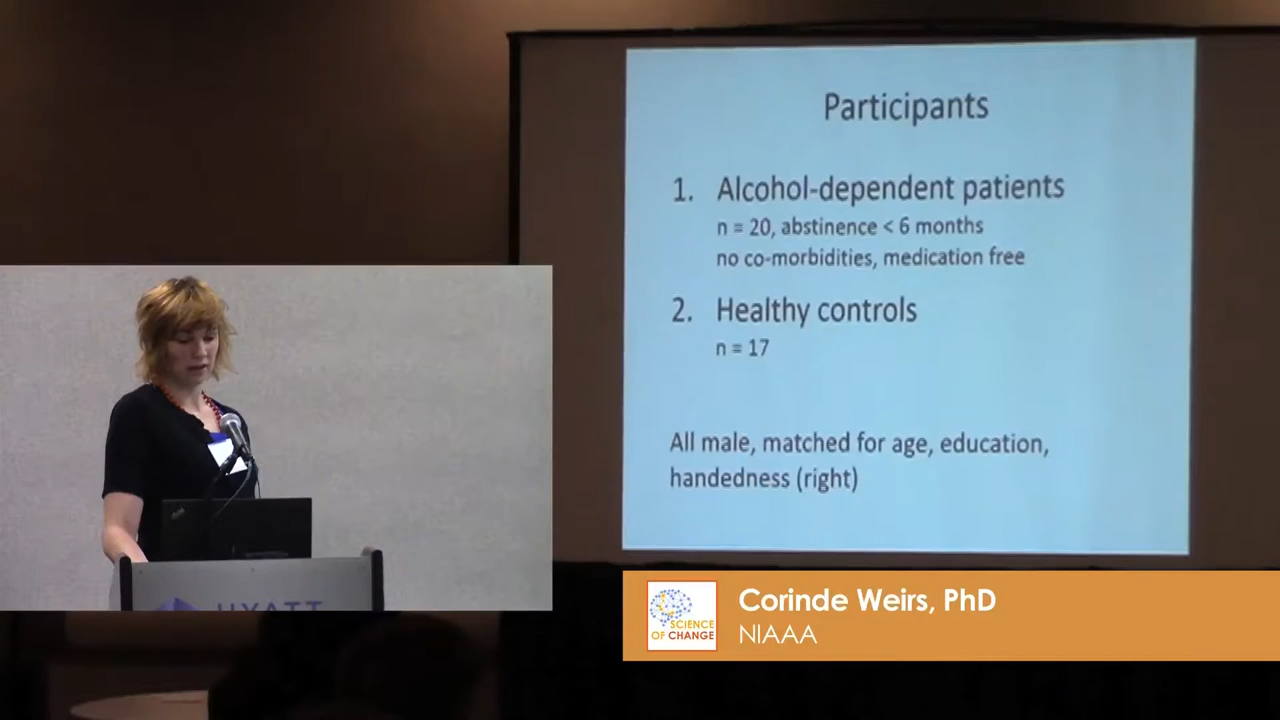 Participants
1. Alcohol-dependent patients
n = 20, abstinence < 6 months
no co-morbidities, medication free
2. Healthy controls
n = 17
All male, matched for age, education,
handedness (right)
HYATT
SCIENCE
OF CHANGE
Corinde Weirs, PhD
NIAAA